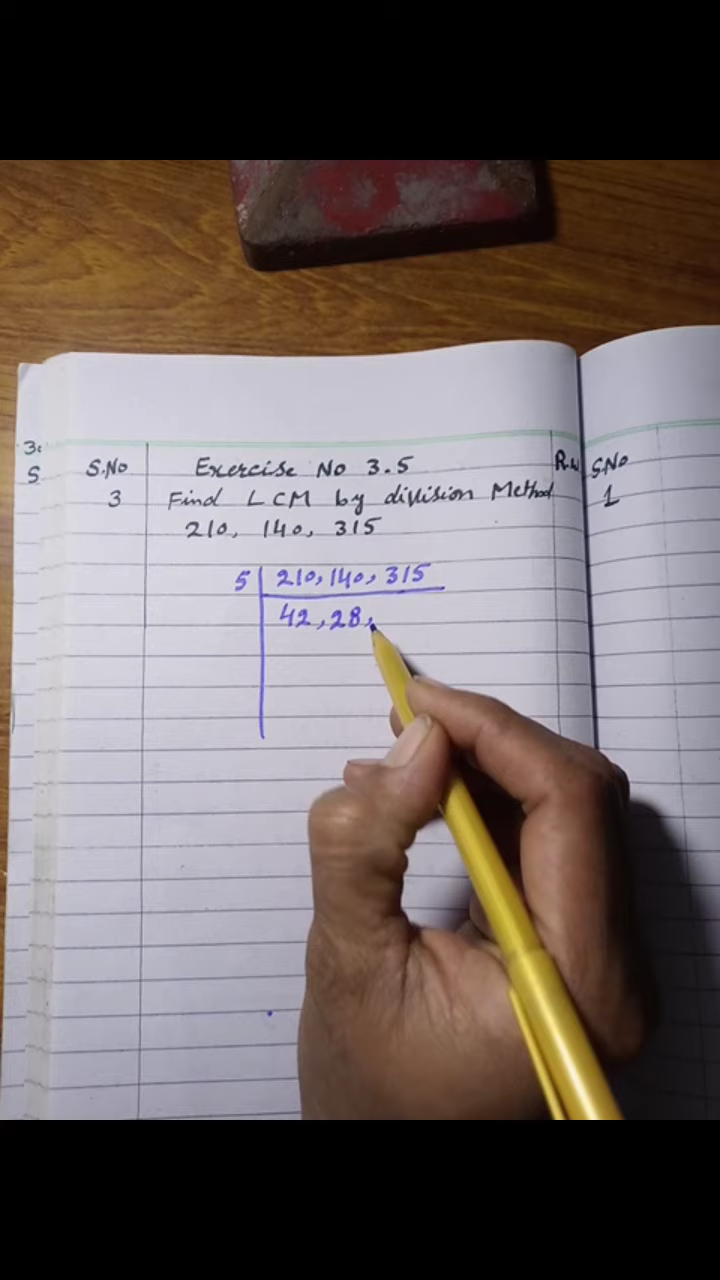 3.
S
S.No Exercise No 3.5 R.W S.No
3 Find LCM by division Method 1
210, 140, 315
5 210, 140, 315
42, 28,